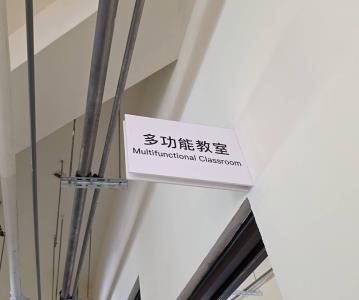 多功能教室
Multifunctional Classroom